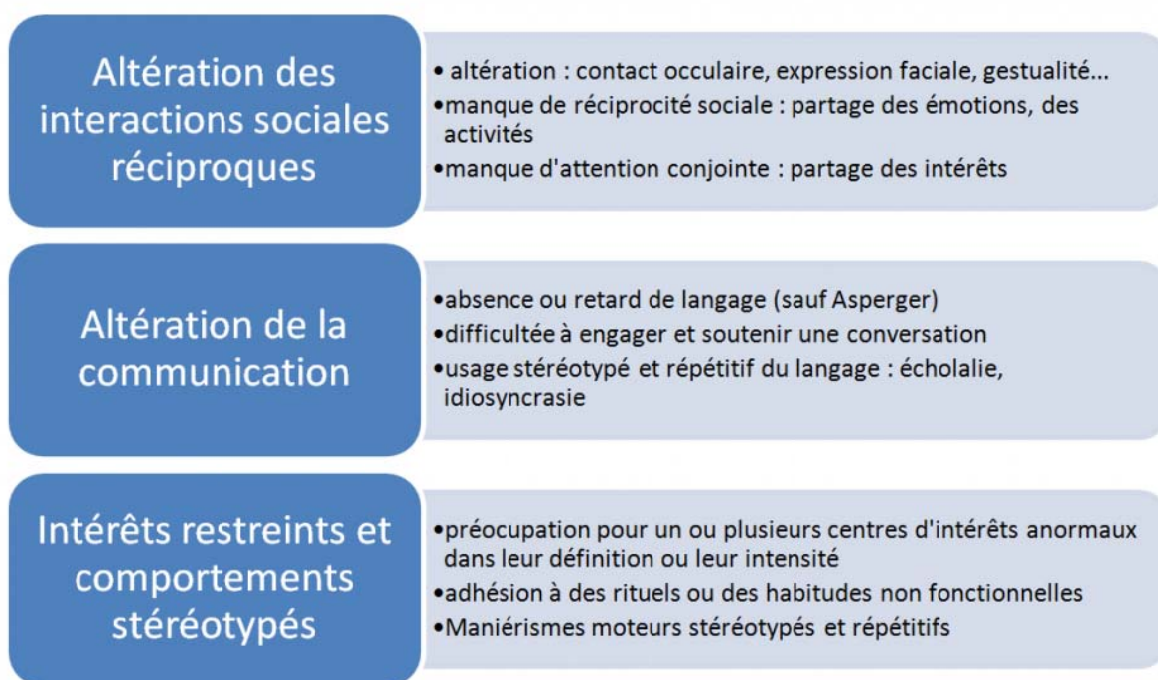 Altération des
interactions sociales
réciproques
• altération : contact occulaire, expression faciale, gestualité...
•manque de réciprocité sociale : partage des émotions, des
activités
•manque d'attention conjointe : partage des intérêts
Altération de la
communication
•absence ou retard de langage (sauf Asperger)
•difficultée à engager et soutenir une conversation
•usage stéréotypé et répétitif du langage : écholalie,
idiosyncrasie
Intérêts restreints et
comportements
stéréotypés
•préocupation pour un ou plusieurs centres d'intérêts anormaux
dans leur définition ou leur intensité
•adhésion à des rituels ou des habitudes non fonctionnelles
•Maniérismes moteurs stéréotypés et répétitifs